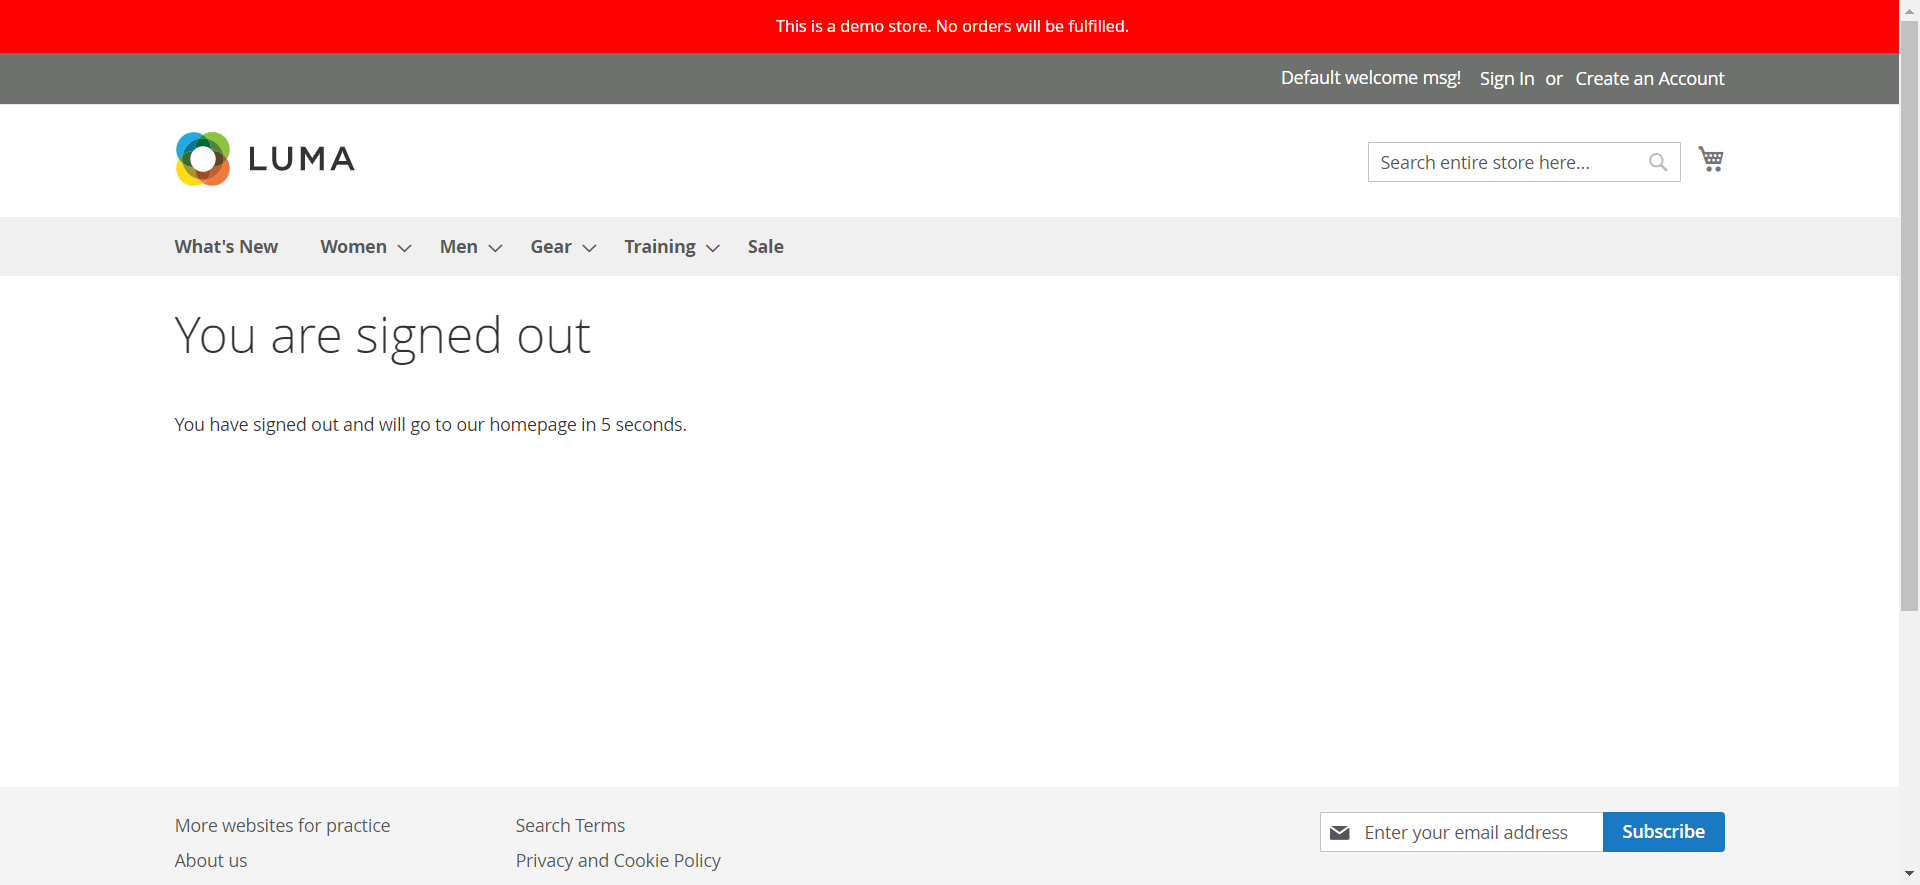 This is a demo store. No orders will be fulfilled.
Default welcome msg! Sign In or Create an Account
LUMA
Search entire store here...
What's New Women Men Gear Training Sale
You are signed out
You have signed out and will go to our homepage in 5 seconds.
More websites for practice
About us
Search Terms
Privacy and Cookie Policy
Enter your email address
Subscribe